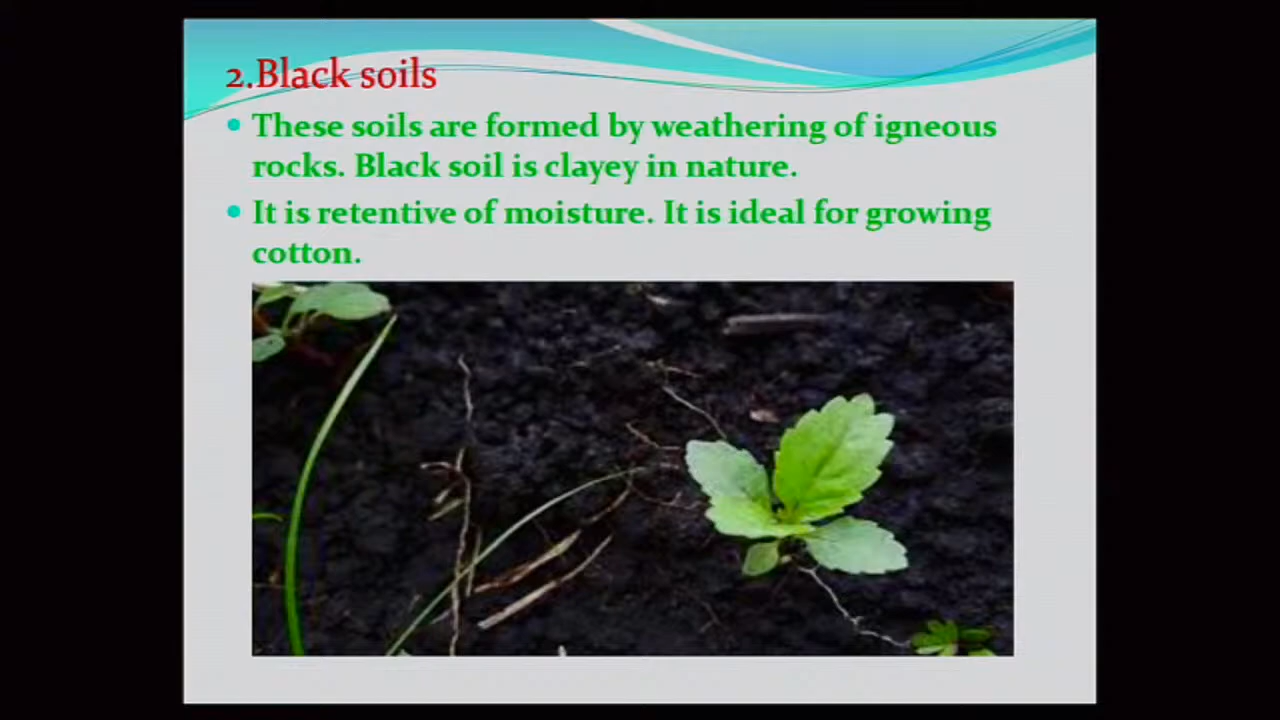 2.Black soils
These soils are formed by weathering of igneous
rocks. Black soil is clayey in nature.
It is retentive of moisture. It is ideal for growing
cotton.